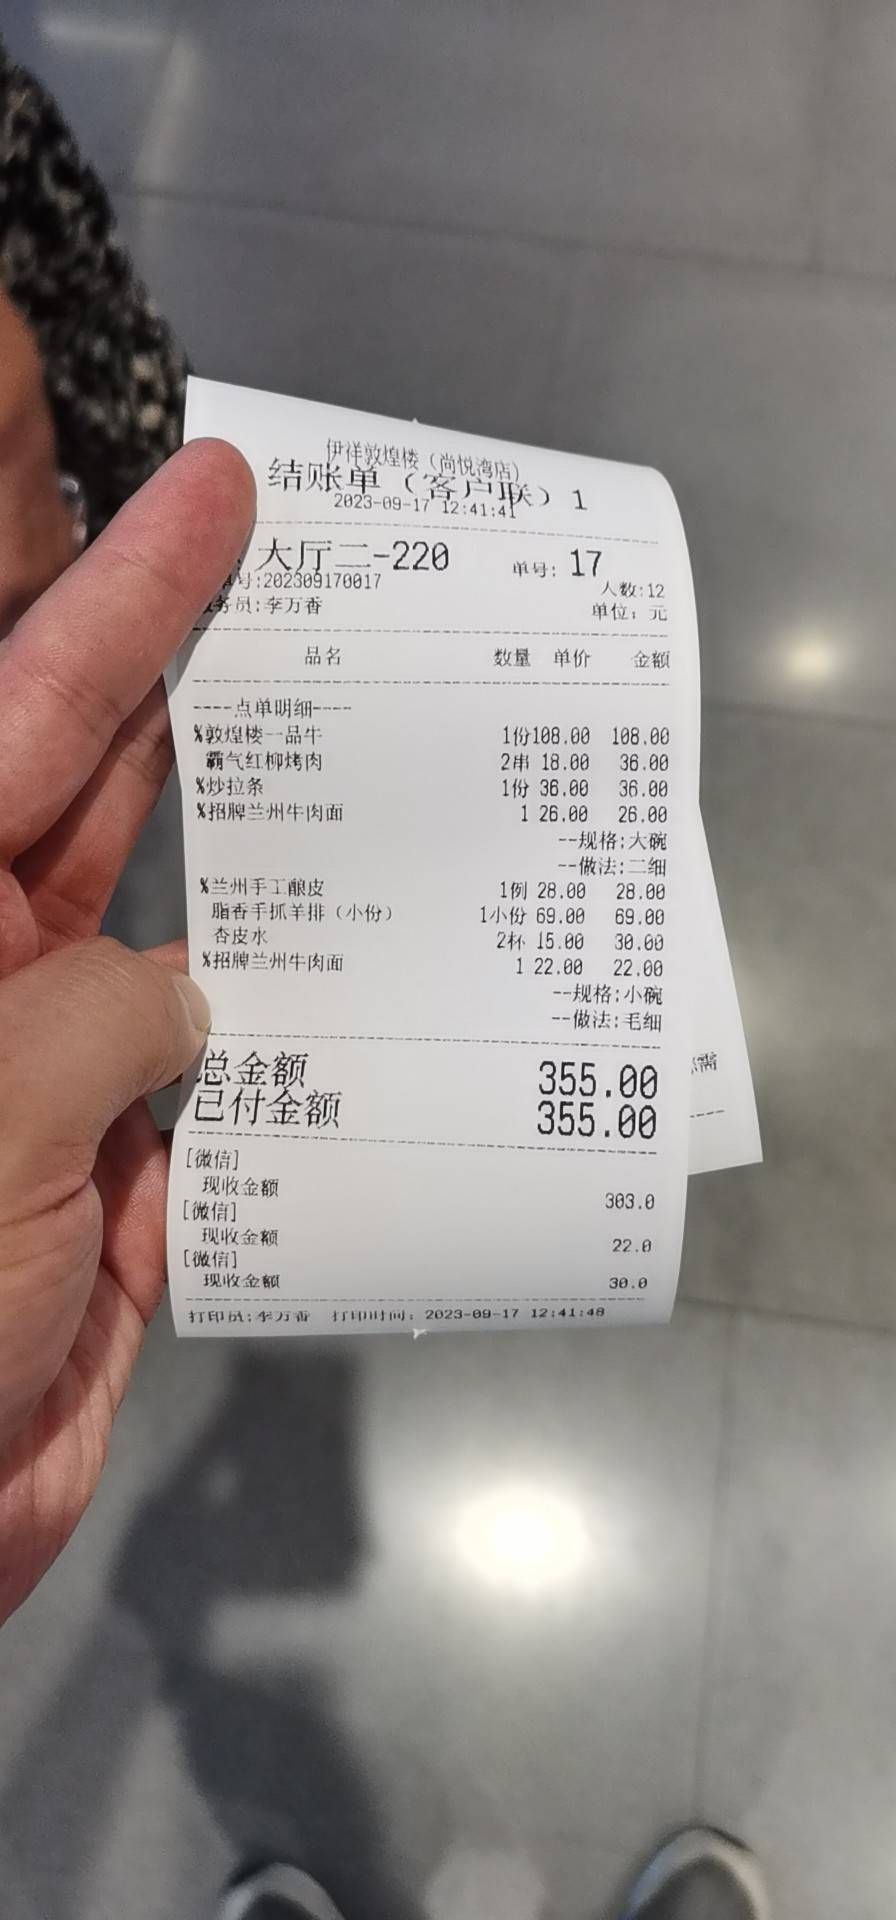 伊祥敦煌楼（尚悦湾店）
结账单（客户联）1
2023-09-17 12:41:41
大厅二-220 单号: 17
单号:202309170017 人数:12
务员:李万香 单位: 元
品名 数量 单价 金额
----点单明细----
%敦煌楼一品牛 1份108.00 108.00
霸气红柳烤肉 2串 18.00 36.00
%炒拉条 1份 36.00 36.00
%招牌兰州牛肉面 1 26.00 26.00
--规格:大碗
--做法:二细
%兰州手工酿皮 1例 28.00 28.00
脂香手抓羊排（小份） 1小份 69.00 69.00
杏皮水 2杯 15.00 30.00
%招牌兰州牛肉面 1 22.00 22.00
--规格:小碗
--做法:毛细
总金额 355.00
已付金额 355.00
[微信]
现收金额 303.0
[微信]
现收金额 22.0
[微信]
现收金额 30.0
打印员:李万香 打印时间: 2023-09-17 12:41:48
需